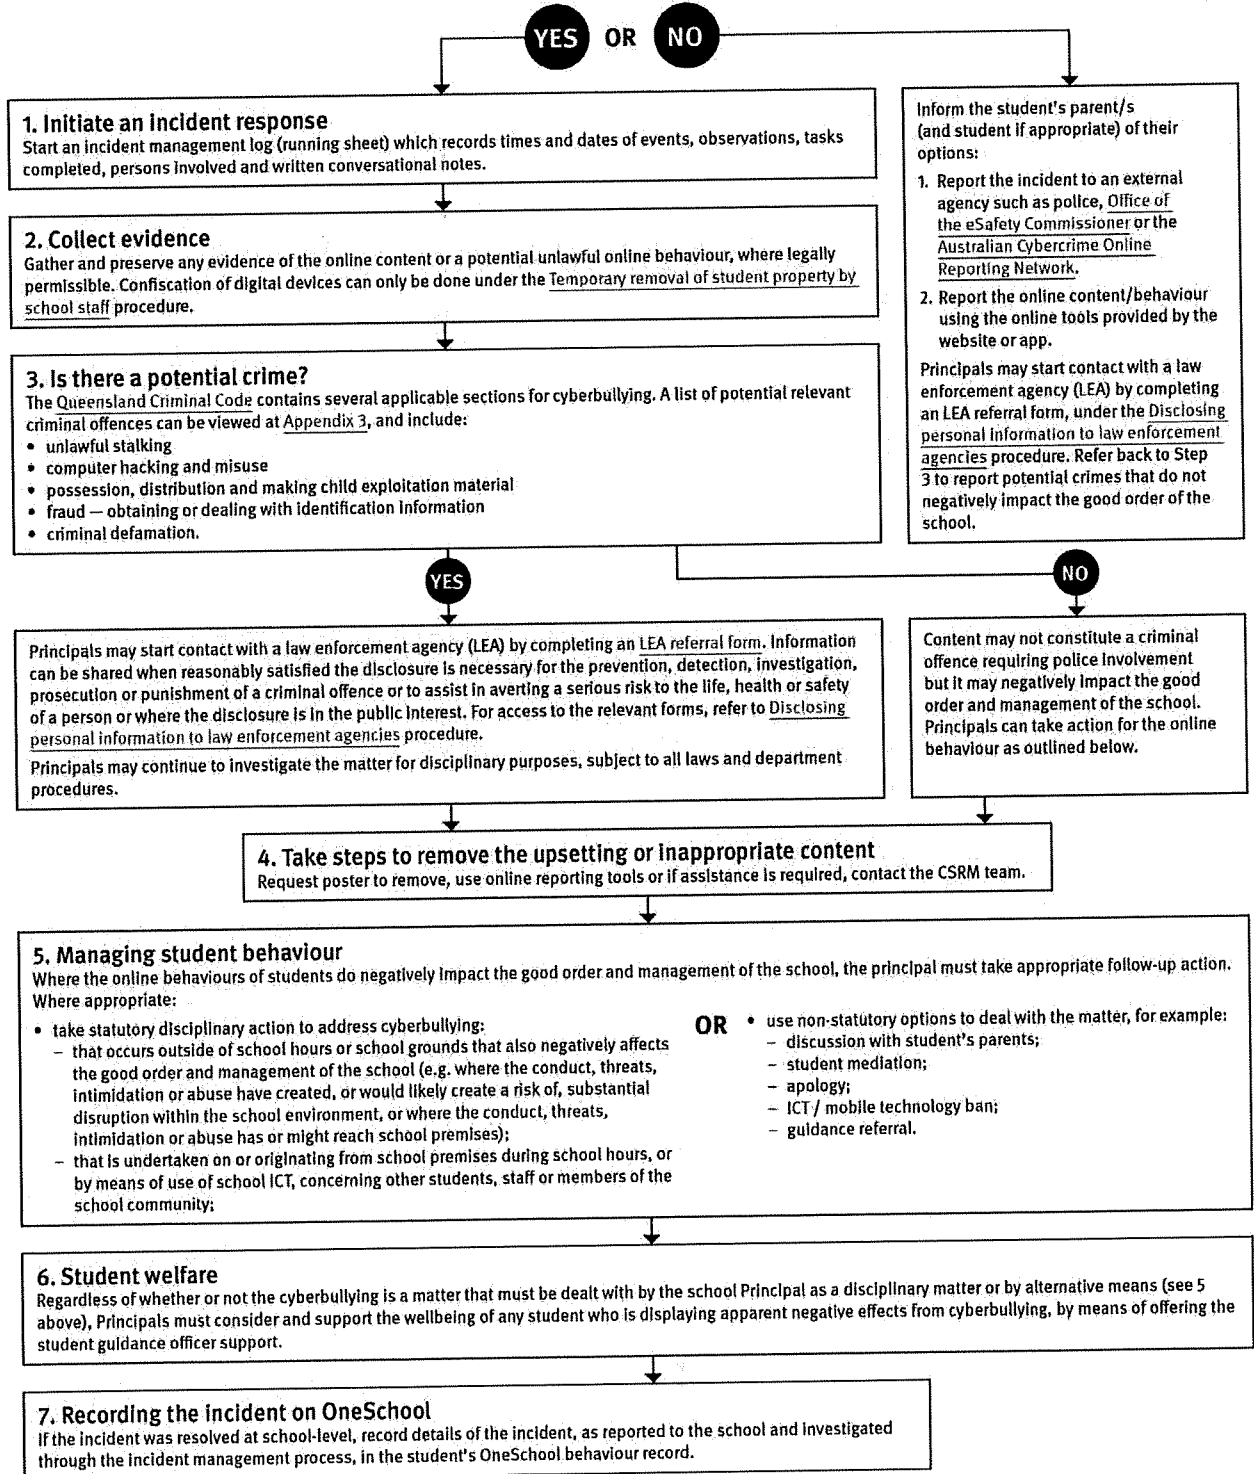 YES OR NO
1. Initiate an incident response
Start an incident management log (running sheet) which records times and dates of events, observations, tasks
completed, persons involved and written conversational notes.
2. Collect evidence
Gather and preserve any evidence of the online content or a potential unlawful online behaviour, where legally
permissible. Confiscation of digital devices can only be done under the Temporary removal of student property by
school staff procedure.
3. Is there a potential crime?
The Queensland Criminal Code contains several applicable sections for cyberbullying. A list of potential relevant
criminal offences can be viewed at Appendix 3, and include:
• unlawful stalking
• computer hacking and misuse
• possession, distribution and making child exploitation material
• fraud — obtaining or dealing with identification information
• criminal defamation.
Inform the student's parent/s
(and student if appropriate) of their
options:
1. Report the incident to an external
agency such as police, Office of
the eSafety Commissioner or the
Australian Cybercrime Online
Reporting Network.
2. Report the online content/behaviour
using the online tools provided by the
website or app.
Principals may start contact with a law
enforcement agency (LEA) by completing
an LEA referral form, under the Disclosing
personal information to law enforcement
agencies procedure. Refer back to Step
3 to report potential crimes that do not
negatively impact the good order of the
school.
YES
NO
Principals may start contact with a law enforcement agency (LEA) by completing an LEA referral form. Information
can be shared when reasonably satisfied the disclosure is necessary for the prevention, detection, investigation,
prosecution or punishment of a criminal offence or to assist in averting a serious risk to the life, health or safety
of a person or where the disclosure is in the public interest. For access to the relevant forms, refer to Disclosing
personal information to law enforcement agencies procedure.
Principals may continue to investigate the matter for disciplinary purposes, subject to all laws and department
procedures.
Content may not constitute a criminal
offence requiring police involvement
but it may negatively impact the good
order and management of the school.
Principals can take action for the online
behaviour as outlined below.
4. Take steps to remove the upsetting or inappropriate content
Request poster to remove, use online reporting tools or if assistance is required, contact the CSRM team.
5. Managing student behaviour
Where the online behaviours of students do negatively impact the good order and management of the school, the principal must take appropriate follow-up action.
Where appropriate:
• take statutory disciplinary action to address cyberbullying:
– that occurs outside of school hours or school grounds that also negatively affects
the good order and management of the school (e.g. where the conduct, threats,
intimidation or abuse have created, or would likely create a risk of, substantial
disruption within the school environment, or where the conduct, threats,
intimidation or abuse has or might reach school premises);
– that is undertaken on or originating from school premises during school hours, or
by means of use of school ICT, concerning other students, staff or members of the
school community;
OR
• use non-statutory options to deal with the matter, for example:
– discussion with student's parents;
– student mediation;
– apology;
– ICT / mobile technology ban;
– guidance referral.
6. Student welfare
Regardless of whether or not the cyberbullying is a matter that must be dealt with by the school Principal as a disciplinary matter or by alternative means (see 5
above), Principals must consider and support the wellbeing of any student who is displaying apparent negative effects from cyberbullying, by means of offering the
student guidance officer support.
7. Recording the incident on OneSchool
If the incident was resolved at school-level, record details of the incident, as reported to the school and investigated
through the incident management process, in the student's OneSchool behaviour record.